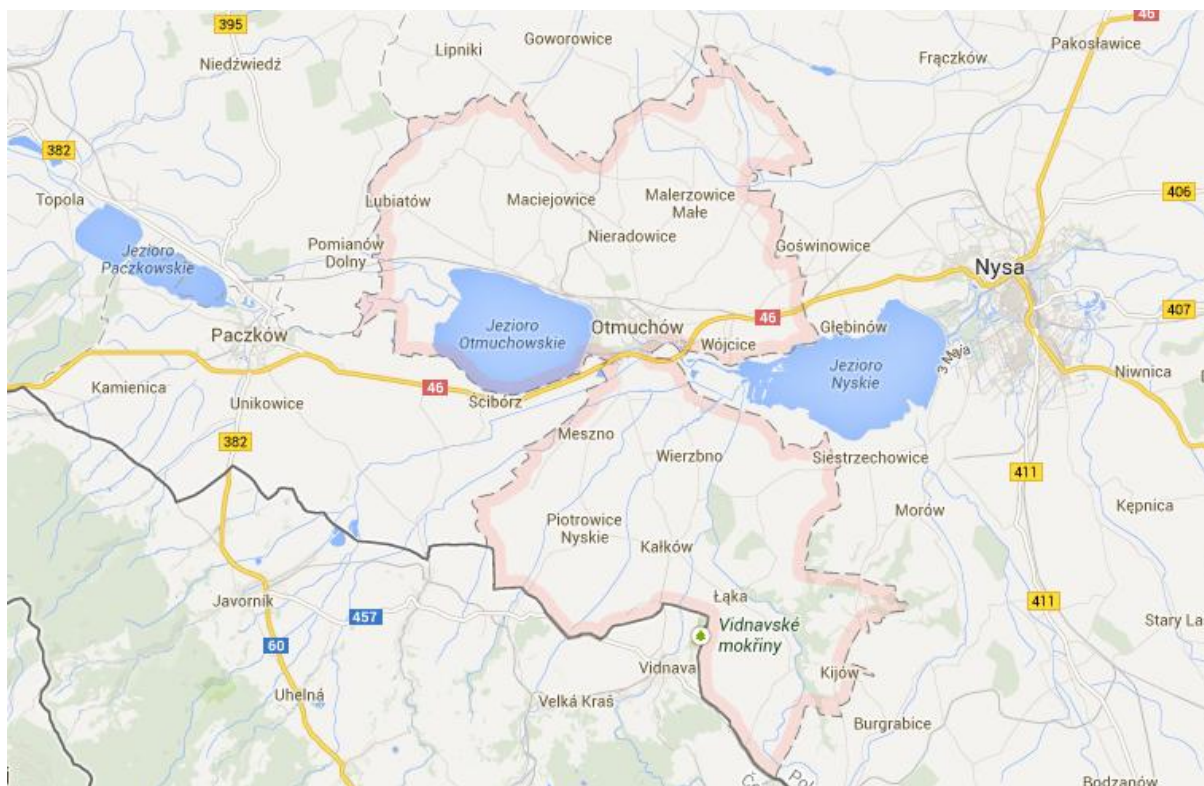 46
395
Goworowice
Lipniki
Pakosławice
Frączków
Niedźwiedź
382
406
Topola
Lubiatów
Maciejowice
Malerzowice
Małe
Nieradowice
Pomianów
Dolny
Goświnowice
Jezioro
Paczkowskie
Nysa
407
46
Jezioro
Otmuchowskie
Otmuchów
Głębinów
Paczków
Wójcice
3 Maja
Jezioro
Nyskie
Niwnica
Kamienica
46
Unikowice
Ścibórz
382
Meszno
Wierzbno
Siestrzechowice
411
Morów
Kępnica
Piotrowice
Nyskie
Kałków
Javorník
457
Łąka
411
Vidnavské
mokřiny
Stary La
60
Vidnava
Kijów
Uhelná
Velká Kraš
Burgrabice
Bodzanów